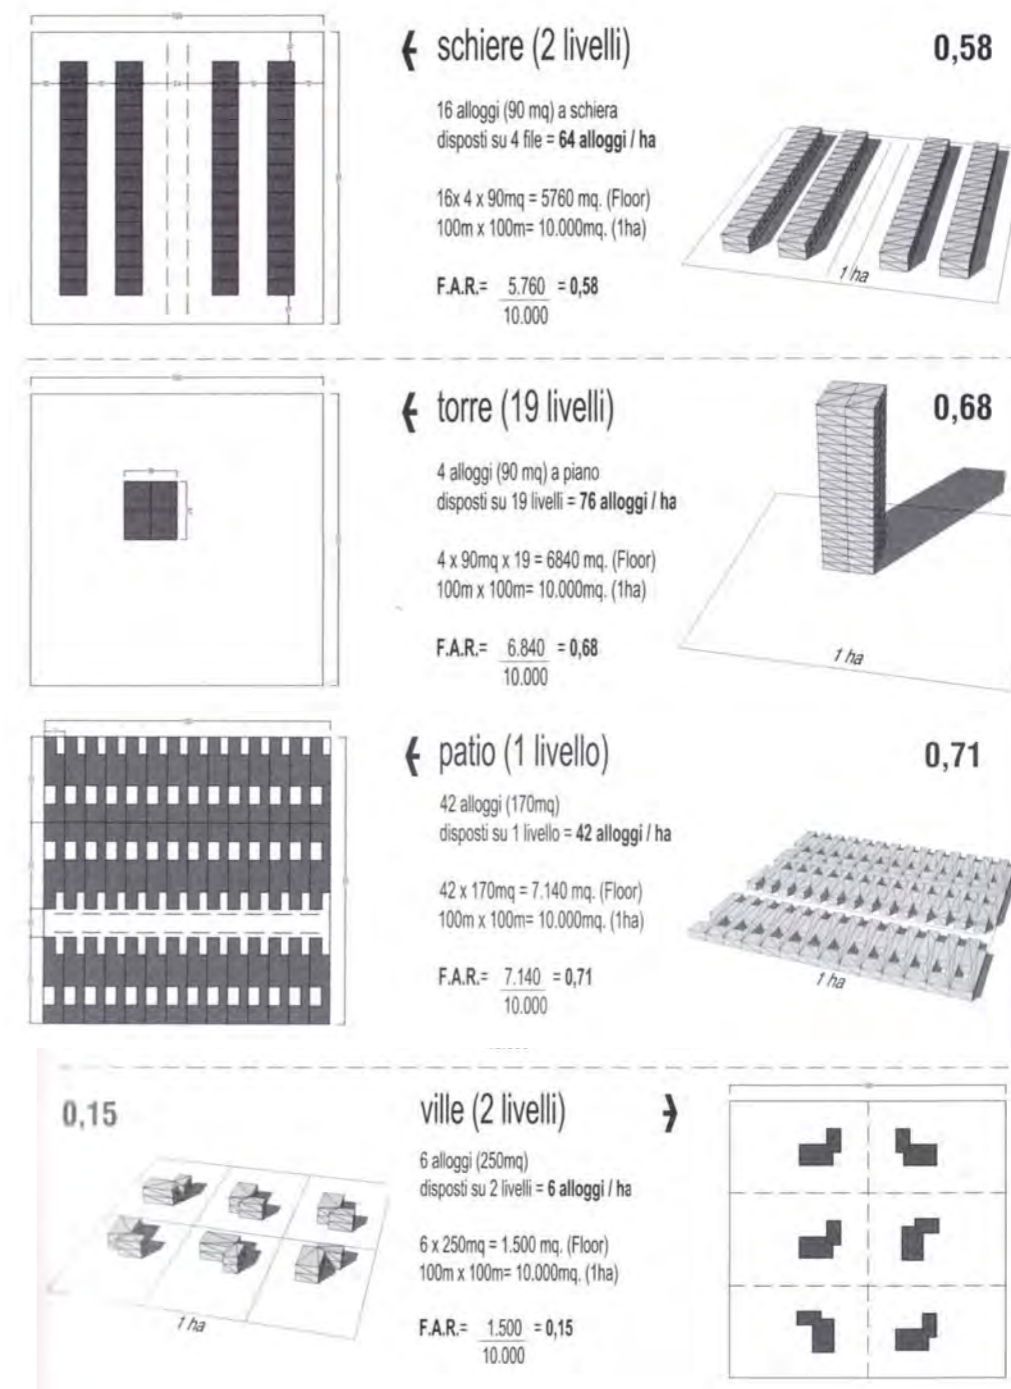 schiere (2 livelli)
0,58
16 alloggi (90 mq) a schiera
disposti su 4 file = 64 alloggi / ha
16x 4 x 90mq = 5760 mq. (Floor)
100m x 100m= 10.000mq. (1ha)
F.A.R.= 5.760 = 0,58
10.000
1 ha
torre (19 livelli)
0,68
4 alloggi (90 mq) a piano
disposti su 19 livelli = 76 alloggi / ha
4 x 90mq x 19 = 6840 mq. (Floor)
100m x 100m= 10.000mq. (1ha)
F.A.R.= 6.840 = 0,68
10.000
1 ha
patio (1 livello)
0,71
42 alloggi (170mq)
disposti su 1 livello = 42 alloggi / ha
42 x 170mq = 7.140 mq. (Floor)
100m x 100m= 10.000mq. (1ha)
F.A.R.= 7.140 = 0,71
10.000
1 ha
0,15
ville (2 livelli)
6 alloggi (250mq)
disposti su 2 livelli = 6 alloggi / ha
6 x 250mq = 1.500 mq. (Floor)
100m x 100m= 10.000mq. (1ha)
F.A.R.= 1.500 = 0,15
10.000
1 ha